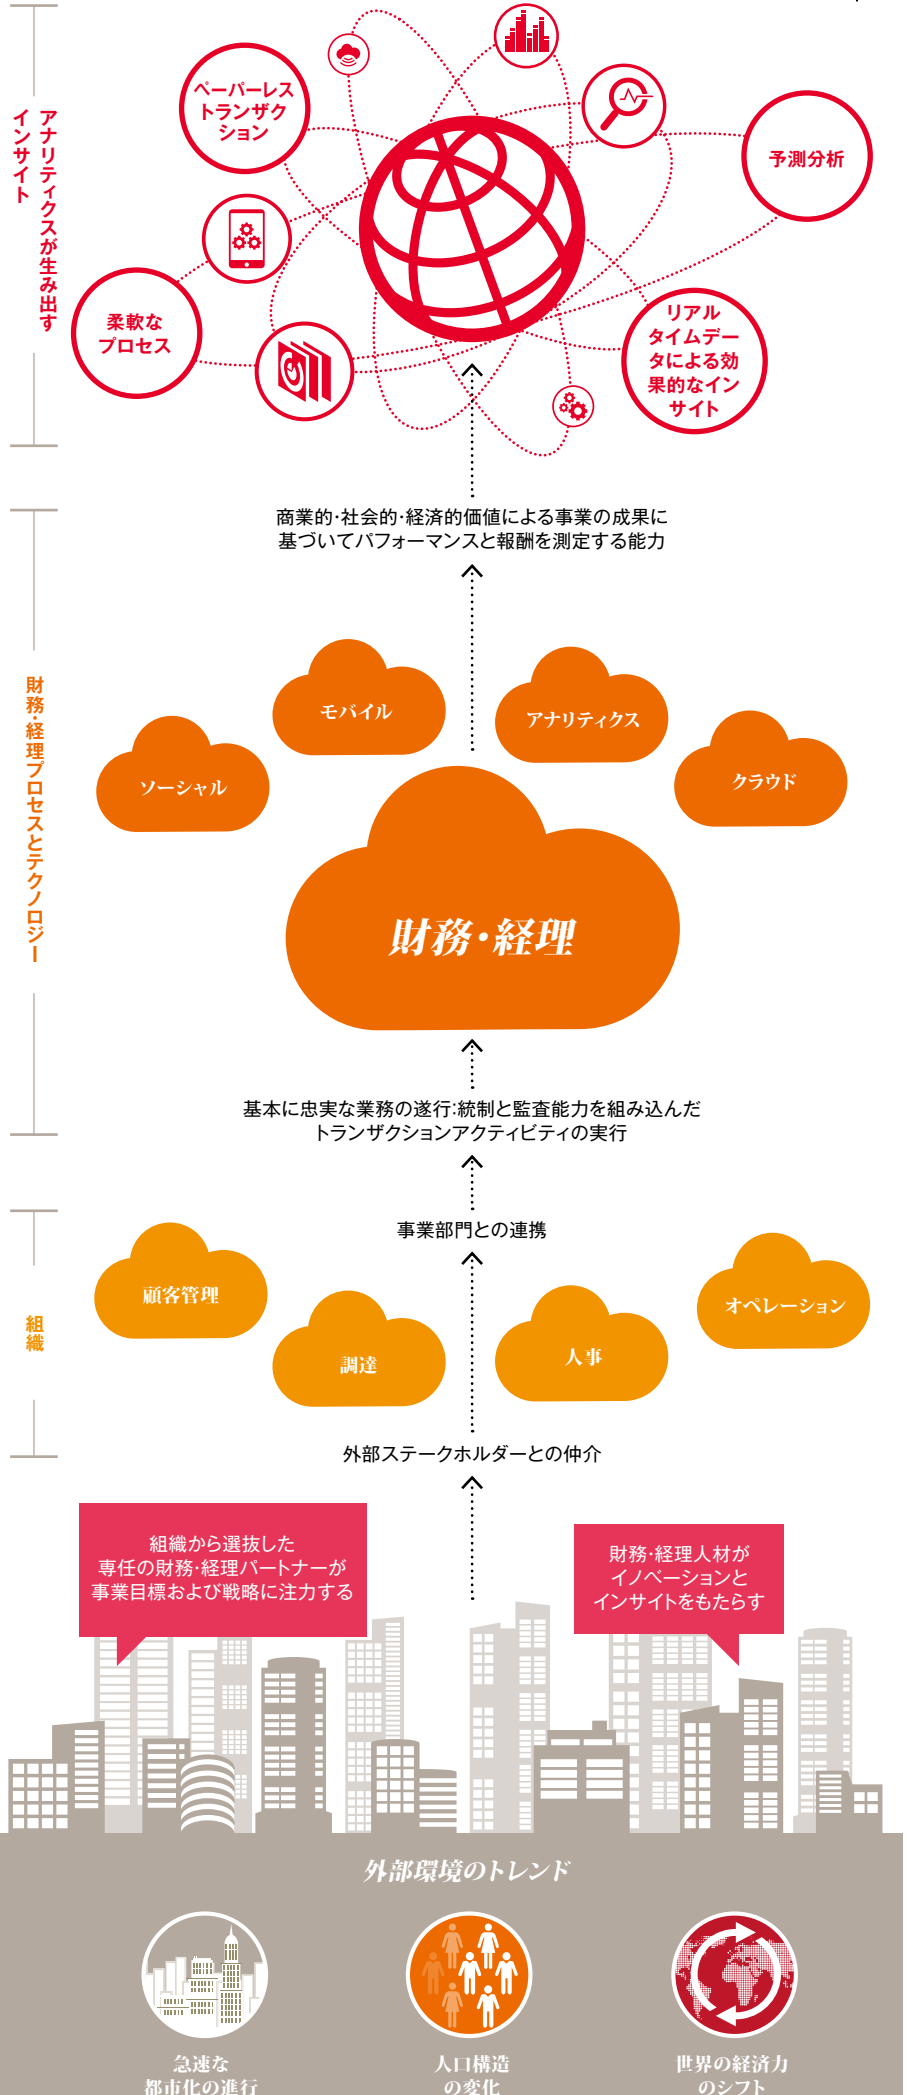 アナリティクスが生み出す
インサイト
ペーパーレス
トランザク
ション
予測分析
柔軟な
プロセス
リアル
タイムデー
タによる効
果的なイン
サイト
商業的·社会的·経済的価値による事業の成果に
基づいてパフォーマンスと報酬を測定する能力
財務·経理プロセスとテクノロジー
モバイル
アナリティクス
ソーシャル
クラウド
財務·経理
基本に忠実な業務の遂行:統制と監査能力を組み込んだ
トランザクションアクティビティの実行
事業部門との連携
組織
顧客管理
調達
人事
オペレーション
外部ステークホルダーとの仲介
組織から選抜した
専任の財務·経理パートナーが
事業目標および戦略に注力する
財務·経理人材が
イノベーションと
インサイトをもたらす
外部環境のトレンド
急速な
都市化の進行
人口構造
の変化
世界の経済力
のシフト